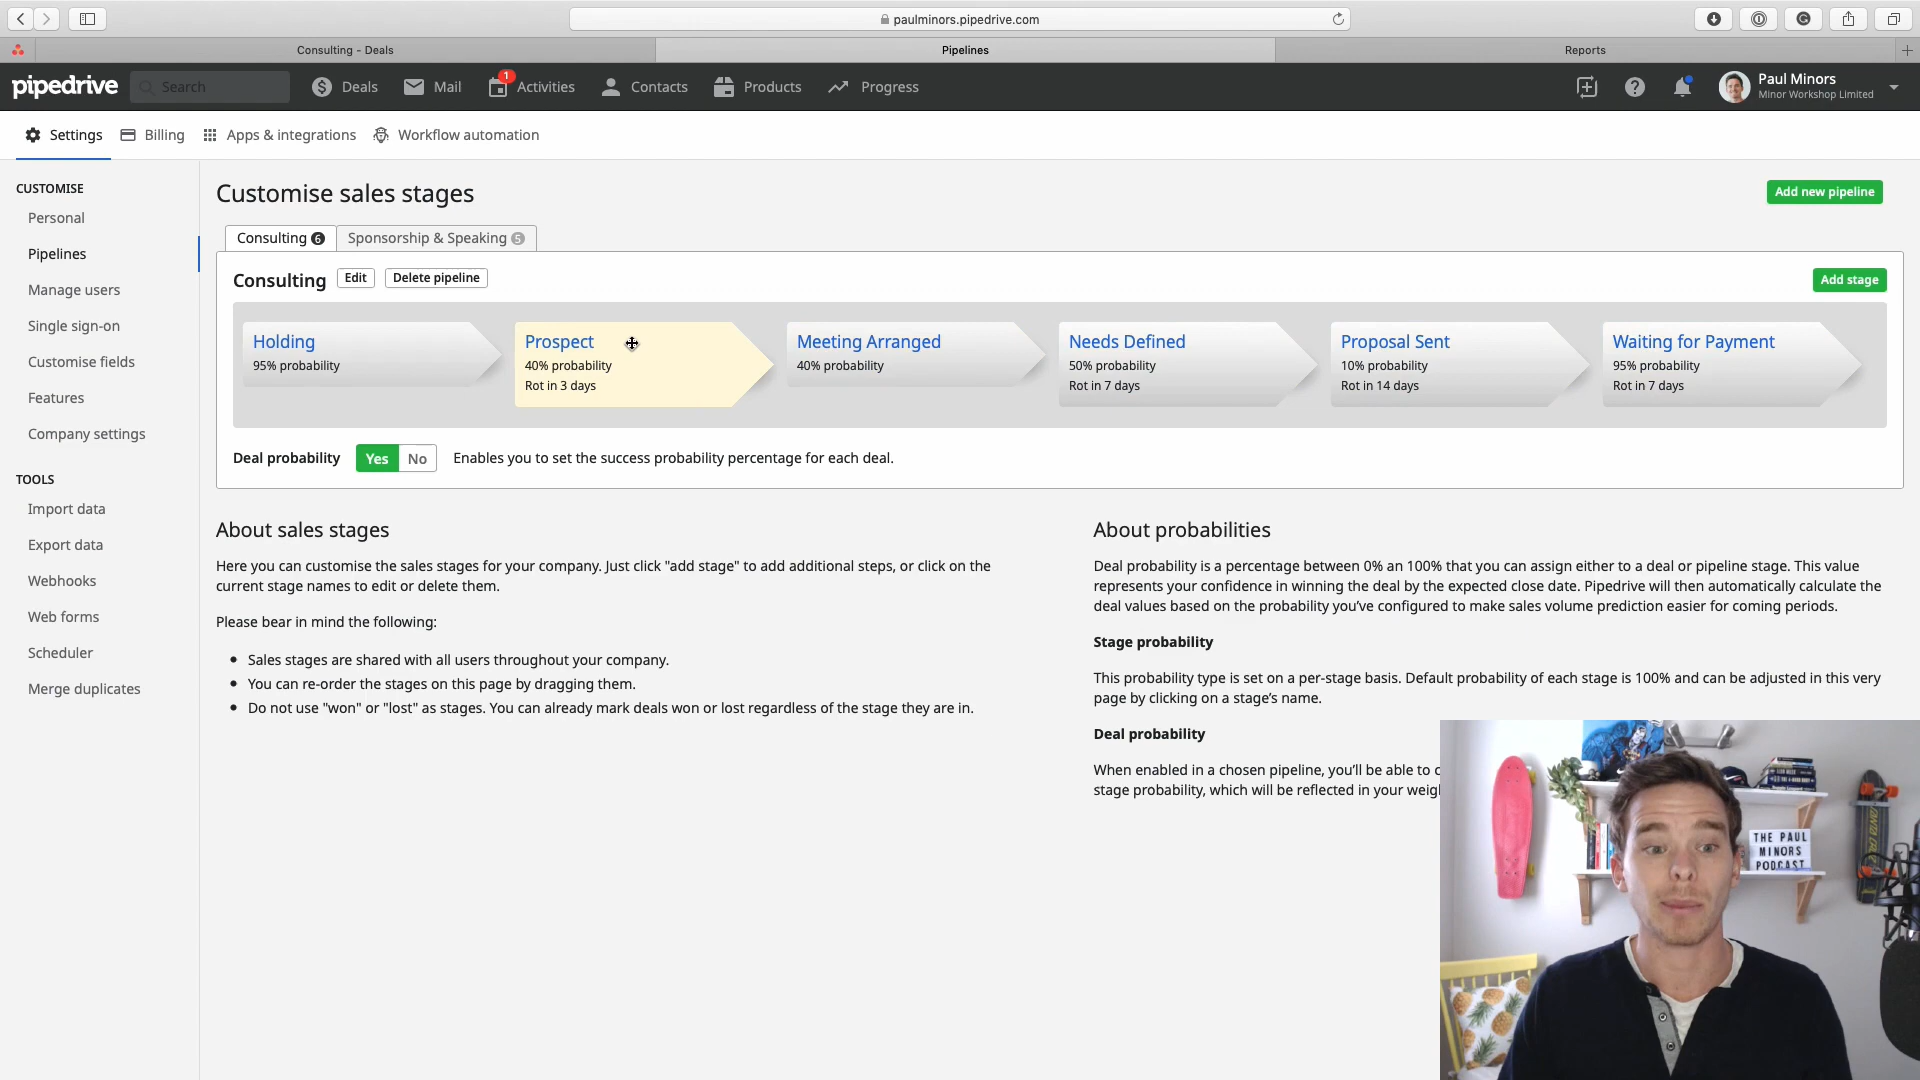 paulminors.pipedrive.com
Consulting – Deals
Pipelines
Reports
pipedrive
Search
Deals
Mail
1
Activities
Contacts
Products
Progress
Paul Minors
Minor Workshop Limited
Settings
Billing
Apps & integrations
Workflow automation
CUSTOMISE
Personal
Pipelines
Manage users
Single sign-on
Customise fields
Features
Company settings
TOOLS
Import data
Export data
Webhooks
Web forms
Scheduler
Merge duplicates
Customise sales stages
Add new pipeline
Consulting 6
Sponsorship & Speaking 5
Consulting
Edit
Delete pipeline
Add stage
Holding
95% probability
Prospect
40% probability
Rot in 3 days
Meeting Arranged
40% probability
Needs Defined
50% probability
Rot in 7 days
Proposal Sent
10% probability
Rot in 14 days
Waiting for Payment
95% probability
Rot in 7 days
Deal probability
Yes
No
Enables you to set the success probability percentage for each deal.
About sales stages
Here you can customise the sales stages for your company. Just click "add stage" to add additional steps, or click on the
current stage names to edit or delete them.
Please bear in mind the following:
Sales stages are shared with all users throughout your company.
You can re-order the stages on this page by dragging them.
Do not use "won" or "lost" as stages. You can already mark deals won or lost regardless of the stage they are in.
About probabilities
Deal probability is a percentage between 0% an 100% that you can assign either to a deal or pipeline stage. This value
represents your confidence in winning the deal by the expected close date. Pipedrive will then automatically calculate the
deal values based on the probability you’ve configured to make sales volume prediction easier for coming periods.
Stage probability
This probability type is set on a per-stage basis. Default probability of each stage is 100% and can be adjusted in this very
page by clicking on a stage’s name.
Deal probability
When enabled in a chosen pipeline, you’ll be able to
stage probability, which will be reflected in your
THE PAUL
MINORS
PODCAST